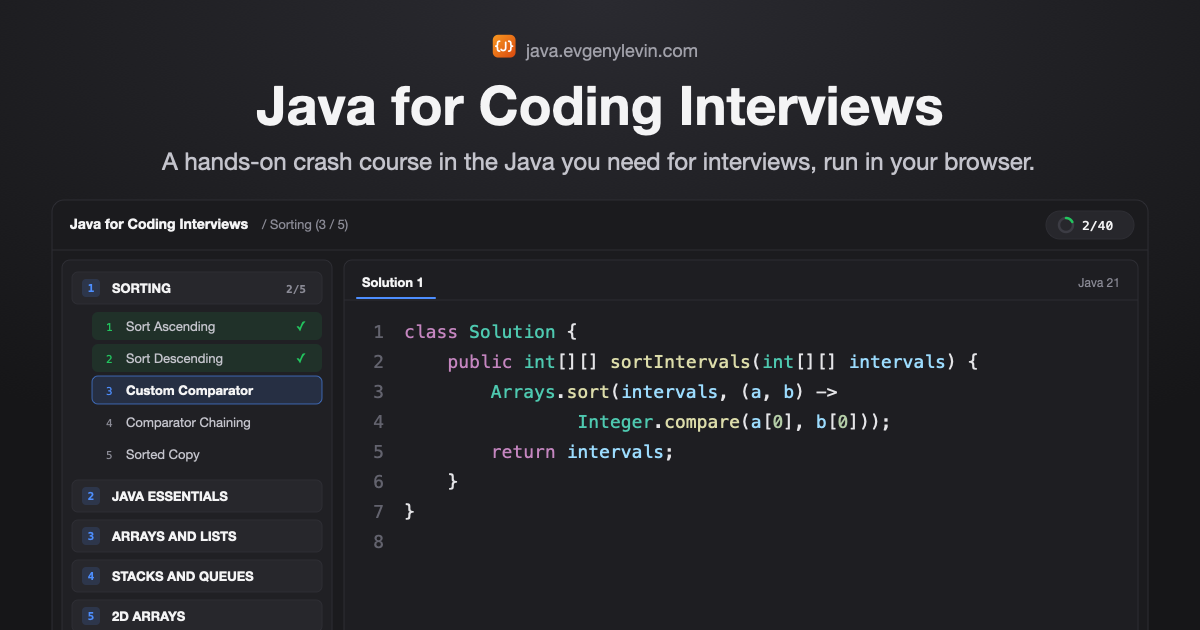 {J} java.evgenylevin.com
Java for Coding Interviews
A hands-on crash course in the Java you need for interviews, run in your browser.
Java for Coding Interviews / Sorting (3 / 5) 2/40
1 SORTING 2/5
1 Sort Ascending ✓
2 Sort Descending ✓
3 Custom Comparator
4 Comparator Chaining
5 Sorted Copy
2 JAVA ESSENTIALS
3 ARRAYS AND LISTS
4 STACKS AND QUEUES
5 2D ARRAYS
Solution 1 Java 21
1 class Solution {
2     public int[][] sortIntervals(int[][] intervals) {
3         Arrays.sort(intervals, (a, b) ->
4                 Integer.compare(a[0], b[0]));
5         return intervals;
6     }
7 }
8